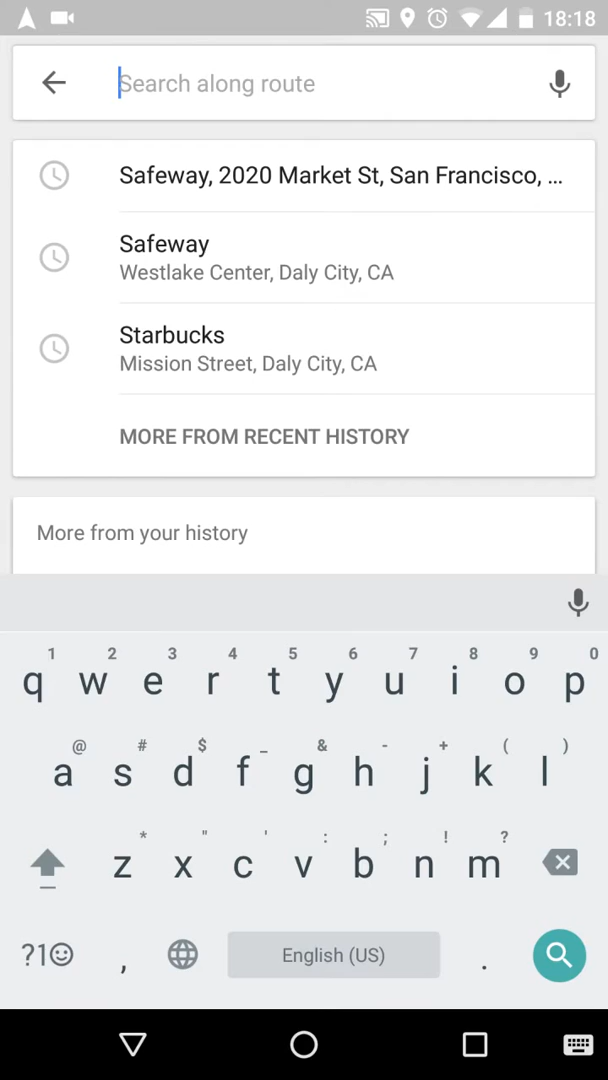 18:18
Search along route
Safeway, 2020 Market St, San Francisco, ...
Safeway
Westlake Center, Daly City, CA
Starbucks
Mission Street, Daly City, CA
MORE FROM RECENT HISTORY
More from your history
1 2 3 4 5 6 7 8 9 0
q w e r t y u i o p
@ # $ _ & - + ( )
a s d f g h j k l
* " ' : ; ! ?
z x c v b n m
?1☺ , English (US) .